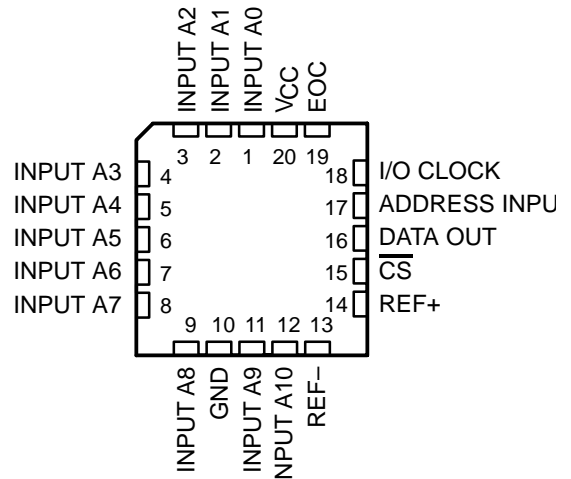 INPUT A2
INPUT A1
INPUT A0
VCC
EOC
3 2 1 20 19
INPUT A3 4
INPUT A4 5
INPUT A5 6
INPUT A6 7
INPUT A7 8
18 I/O CLOCK
17 ADDRESS INPU
16 DATA OUT
15 CS
14 REF+
9 10 11 12 13
INPUT A8
GND
INPUT A9
NPUT A10
REF–